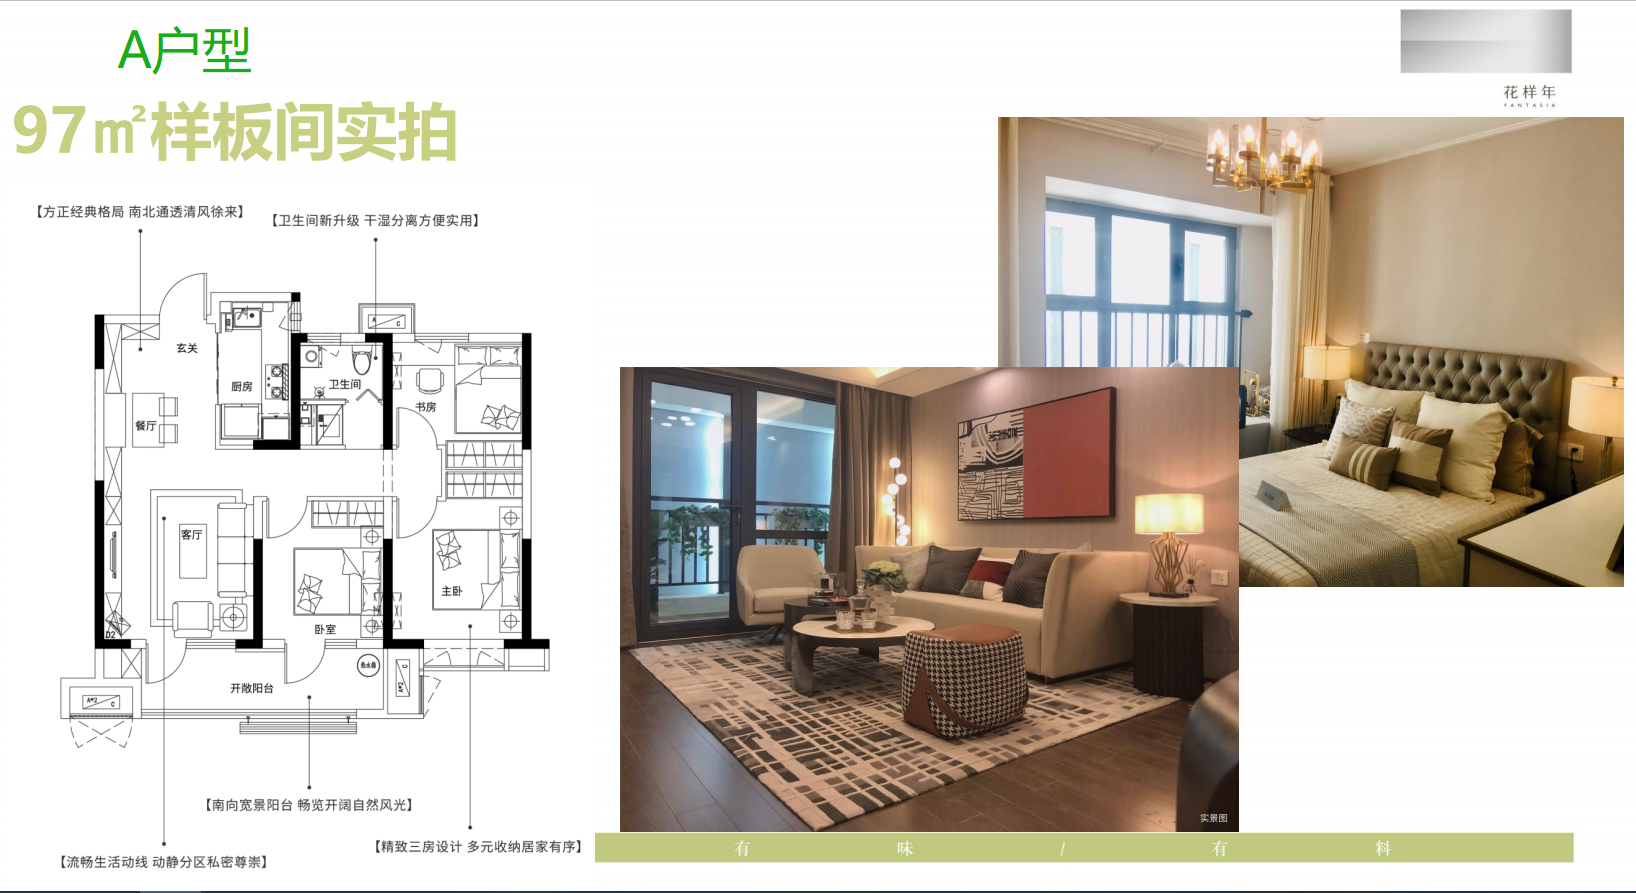 A户型
97㎡样板间实拍
花样年
FANTASIA
【方正经典格局 南北通透清风徐来】
【卫生间新升级 干湿分离方便实用】
A
C
玄关
厨房
卫生间
书房
餐厅
客厅
主卧
卧室
D2
热水器
开敞阳台
A#2
C
A#2
C
【南向宽景阳台 畅览开阔自然风光】
【精致三房设计 多元收纳居家有序】
【流畅生活动线 动静分区私密尊崇】
实景图
有 味 / 有 料